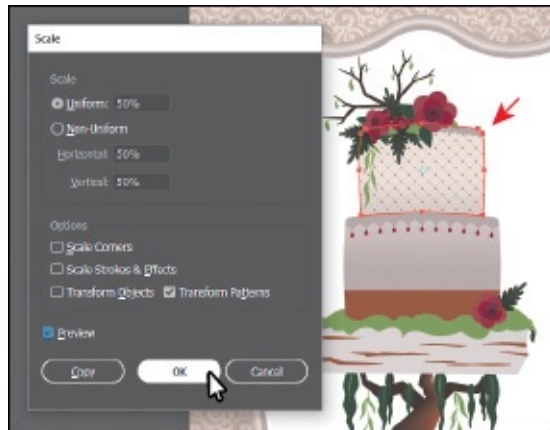 Scale
Scale
Uniform: 50%
Non-Uniform
Horizontal: 50%
Vertical: 50%
Options
Scale Corners
Scale Strokes & Effects
Transform Objects Transform Patterns
Preview
Copy OK Cancel